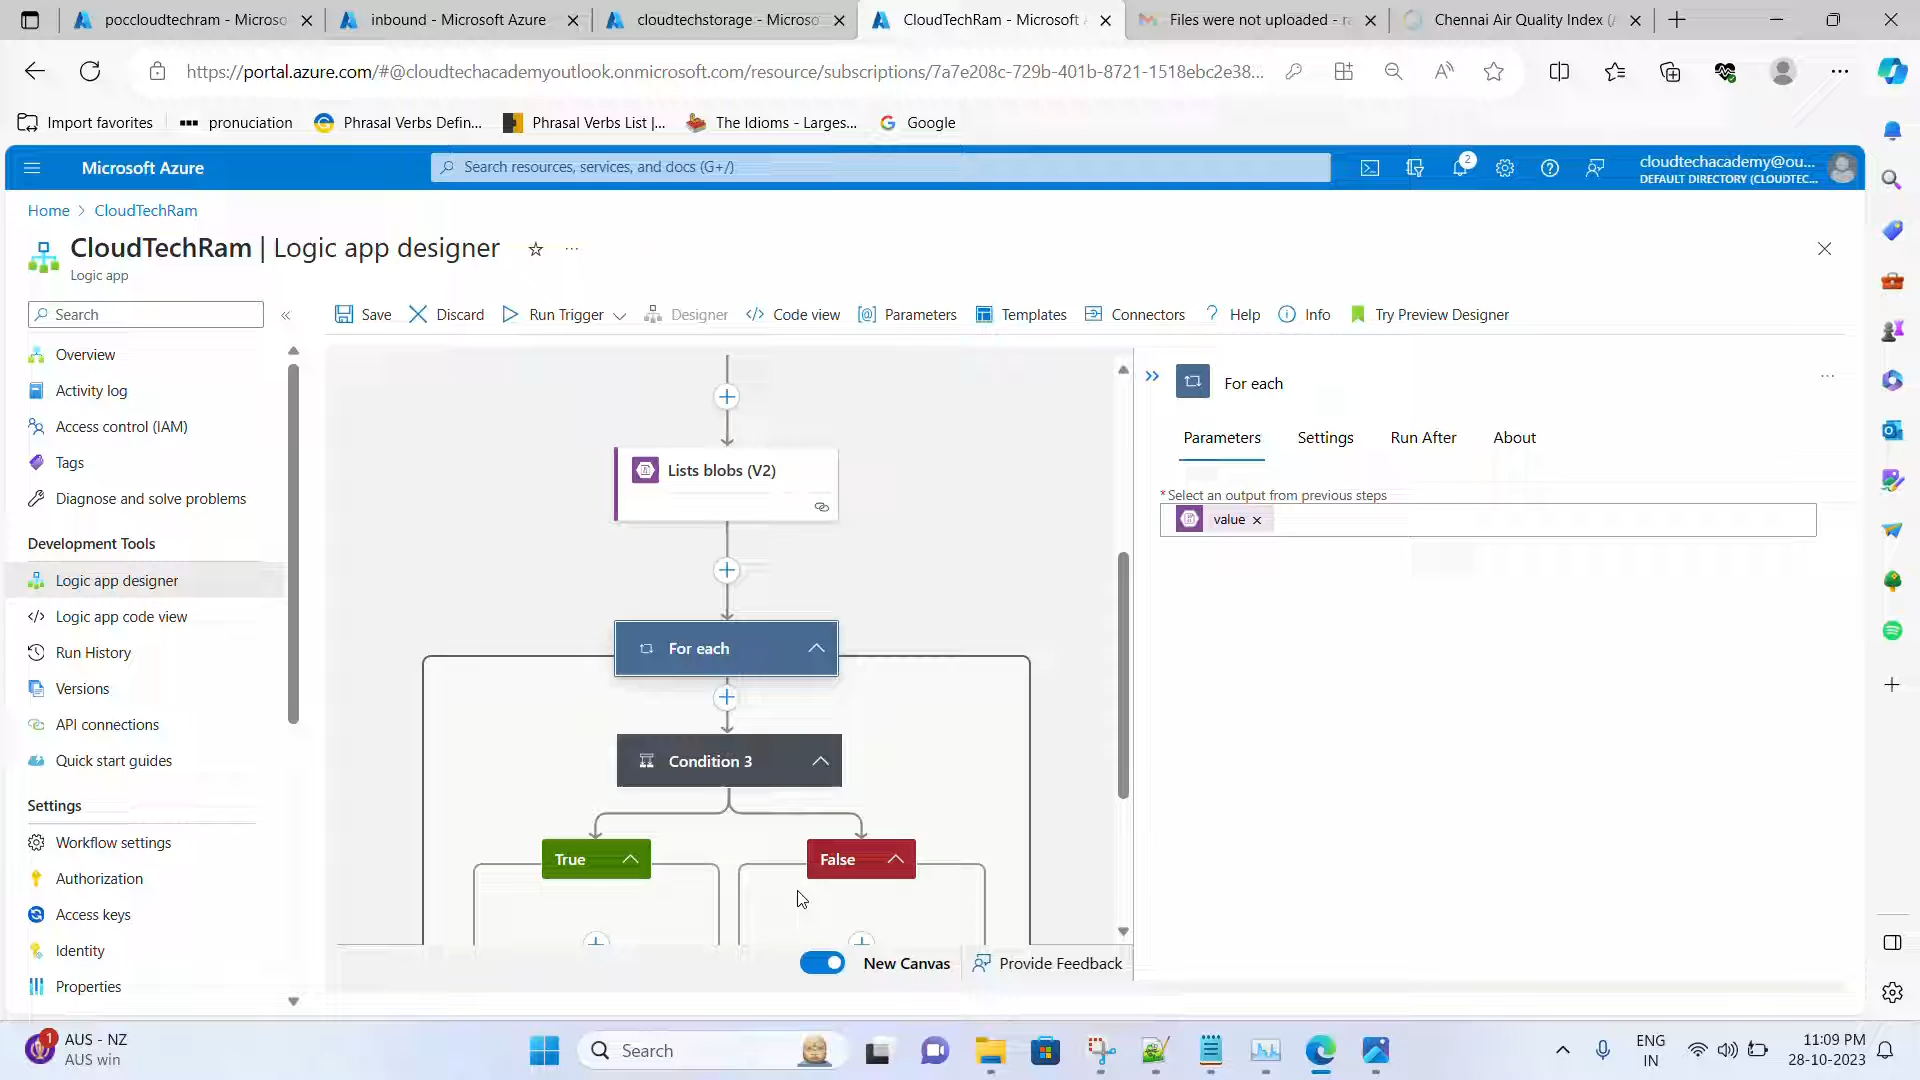 poccloudtechram - Microso
inbound - Microsoft Azure
cloudtechstorage - Microso
CloudTechRam - Microsoft
Files were not uploaded - ra
Chennai Air Quality Index (
https://portal.azure.com/#@cloudtechacademyoutlook.onmicrosoft.com/resource/subscriptions/7a7e208c-729b-401b-8721-1518ebc2e38...
Import favorites
pronuciation
Phrasal Verbs Defin...
Phrasal Verbs List |...
The Idioms - Larges...
Google
Microsoft Azure
Search resources, services, and docs (G+/)
2
cloudtechacademy@ou...
DEFAULT DIRECTORY (CLOUDTEC...
Home > CloudTechRam
CloudTechRam | Logic app designer
Logic app
Search
Save
Discard
Run Trigger
Designer
Code view
Parameters
Templates
Connectors
Help
Info
Try Preview Designer
Overview
Activity log
Access control (IAM)
Tags
Diagnose and solve problems
Development Tools
Logic app designer
Logic app code view
Run History
Versions
API connections
Quick start guides
Settings
Workflow settings
Authorization
Access keys
Identity
Properties
Lists blobs (V2)
For each
Condition 3
True
False
New Canvas
Provide Feedback
For each
Parameters
Settings
Run After
About
* Select an output from previous steps
value
1
AUS - NZ
AUS win
Search
ENG
IN
11:09 PM
28-10-2023